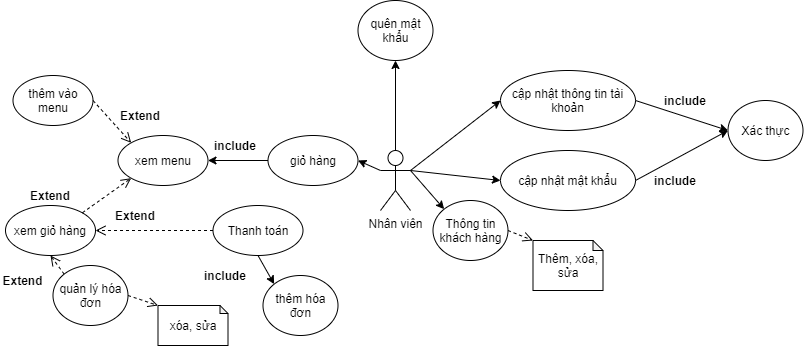 quên mật
khẩu
thêm vào
menu
Extend
cập nhật thông tin tài
khoản
include
Xác thực
xem menu
include
giỏ hàng
cập nhật mật khẩu
include
Extend
Nhân viên
xem giỏ hàng
Extend
Thanh toán
Thông tin
khách hàng
Extend
include
Thêm, xóa,
sửa
quản lý hóa
đơn
thêm hóa
đơn
xóa, sửa